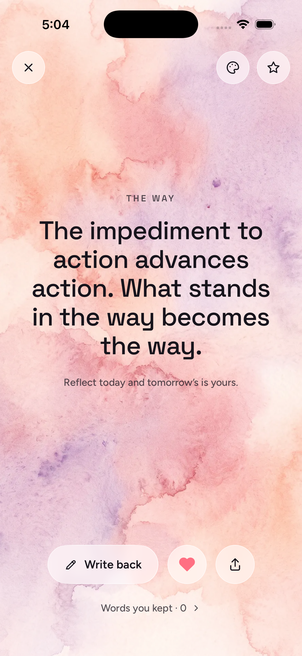 5:04
THE WAY
The impediment to
action advances
action. What stands
in the way becomes
the way.
Reflect today and tomorrow's is yours.
Write back
Words you kept · 0